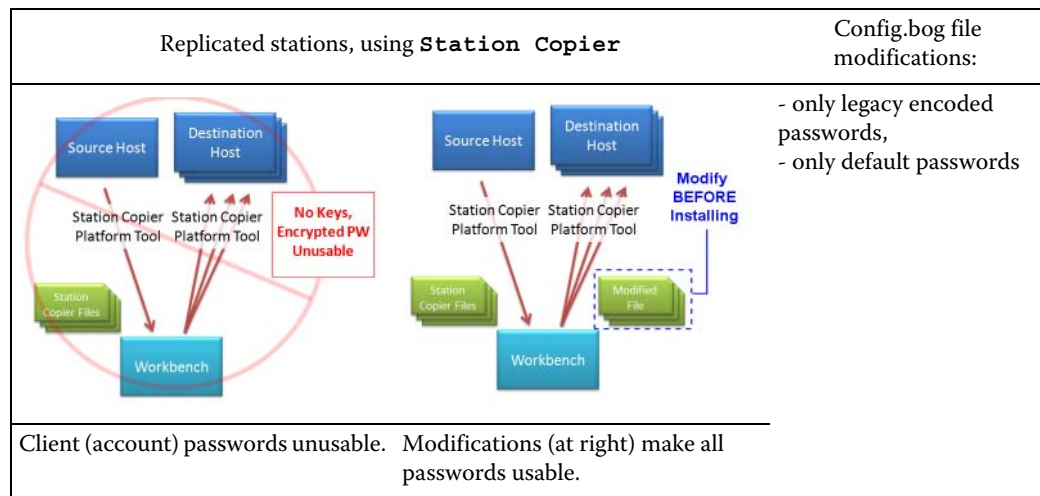 Replicated stations, using Station Copier
Config.bog file
modifications:
Source Host
Destination
Host
Station Copier
Platform Tool
Station Copier
Platform Tool
No Keys,
Encrypted PW
Unusable
Station
Copier Files
Workbench
Source Host
Destination
Host
Modify
BEFORE
Installing
Station Copier
Platform Tool
Station Copier
Platform Tool
Station
Copier Files
Modified
File
Workbench
- only legacy encoded
passwords,
- only default passwords
Client (account) passwords unusable.
Modifications (at right) make all
passwords usable.